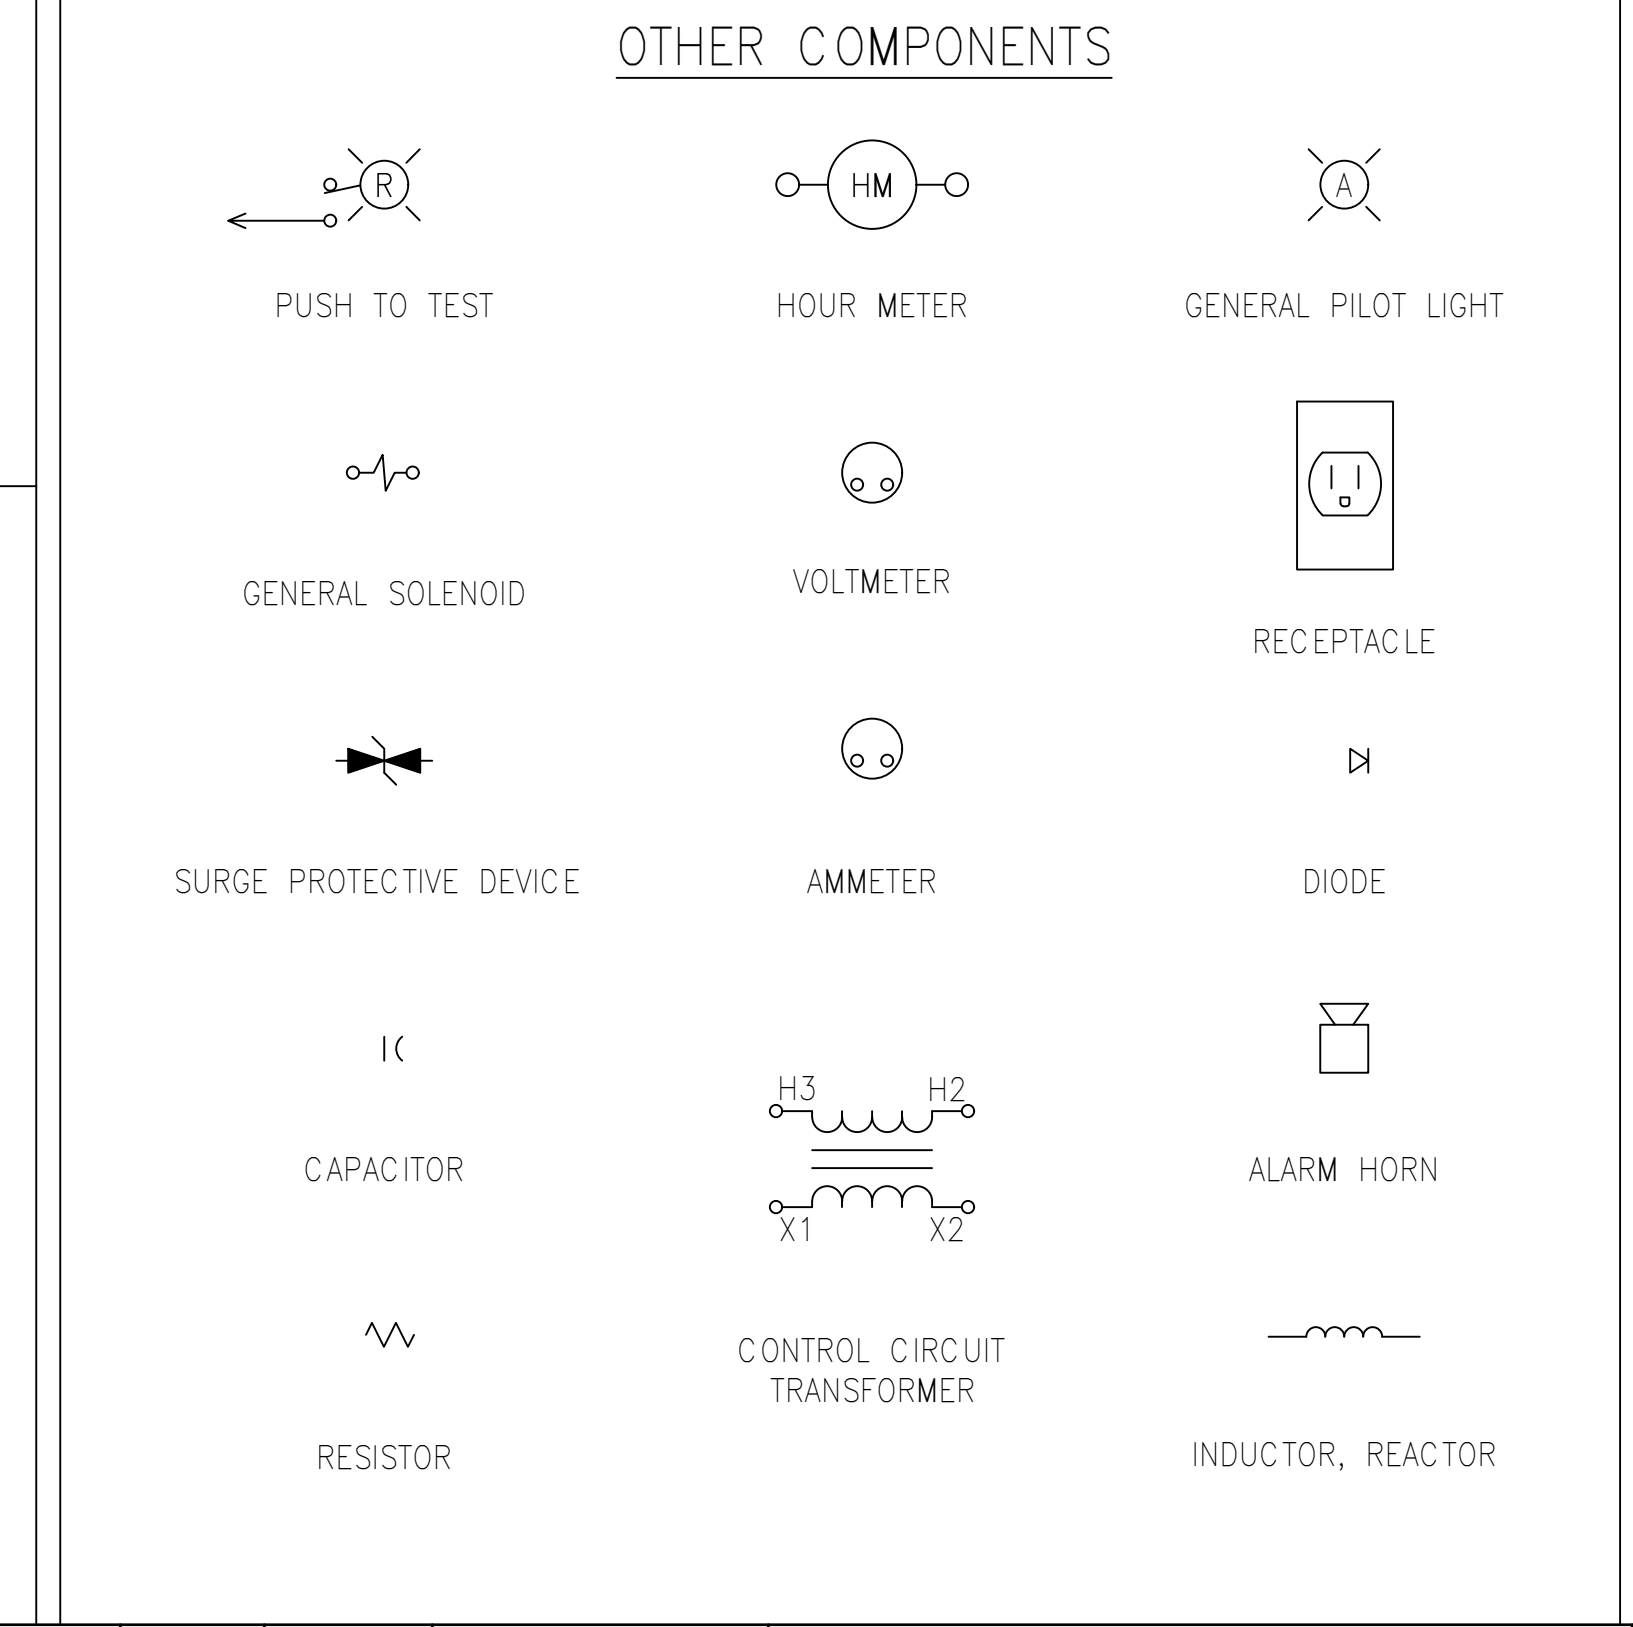 OTHER COMPONENTS
R
HM
A
PUSH TO TEST
HOUR METER
GENERAL PILOT LIGHT
GENERAL SOLENOID
VOLTMETER
RECEPTACLE
SURGE PROTECTIVE DEVICE
AMMETER
DIODE
H3
H2
CAPACITOR
ALARM HORN
X1
X2
CONTROL CIRCUIT
TRANSFORMER
RESISTOR
INDUCTOR, REACTOR